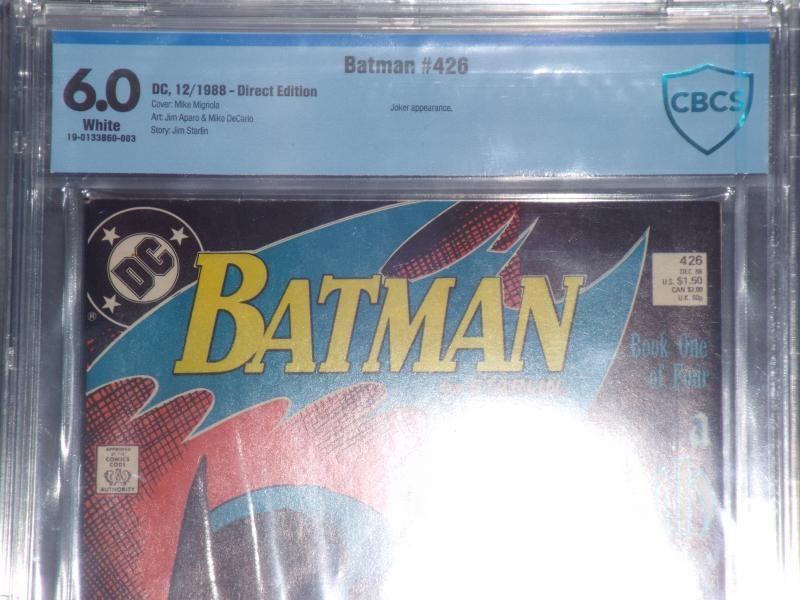 Batman #426
6.0
White
19-0133B60-003
DC, 12/1988 - Direct Edition
Cover: Mike Mignola
Art: Jim Aparo & Mike DeCarlo
Story: Jim Starlin
Joker appearance.
CBCS
DC
®
BATMAN
426
DEC 88
U.S. $1.50
CAN $2.00
U.K. 60p
Book One
of Four
a
APPROVED
BY THE
COMICS
CODE
AUTHORITY